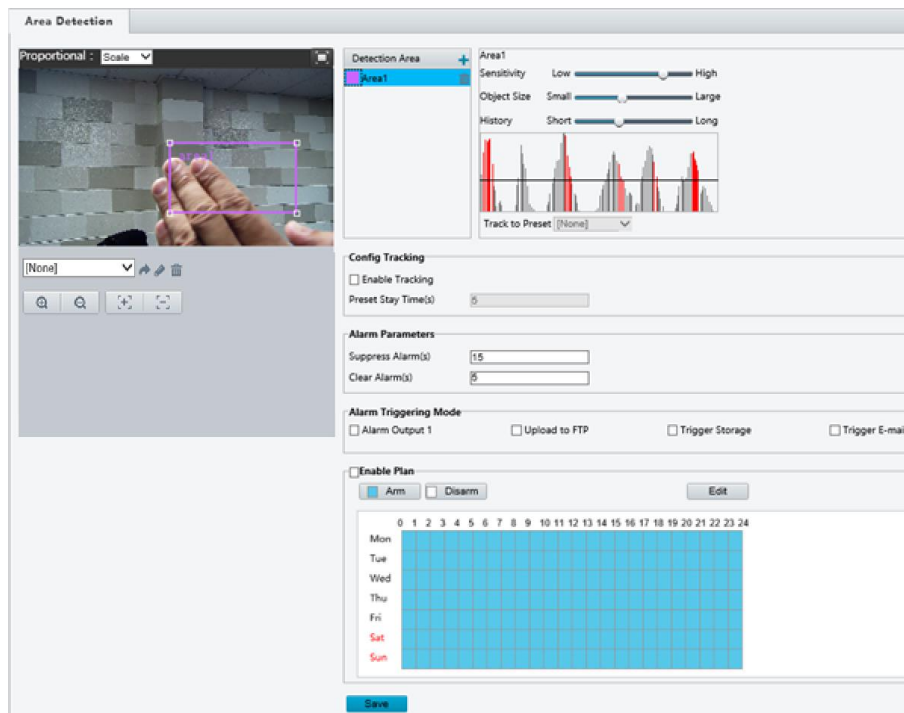 Area Detection
Proportional : Scale
Detection Area
Area1
Area1
Sensitivity Low High
Object Size Small Large
History Short Long
Track to Preset [None]
[None]
Config Tracking
Enable Tracking
Preset Stay Time(s) 5
Alarm Parameters
Suppress Alarm(s) 15
Clear Alarm(s) 5
Alarm Triggering Mode
Alarm Output 1 Upload to FTP Trigger Storage Trigger E-mai
Enable Plan
Arm Disarm Edit
0 1 2 3 4 5 6 7 8 9 10 11 12 13 14 15 16 17 18 19 20 21 22 23 24
Mon
Tue
Wed
Thu
Fri
Sat
Sun
Save